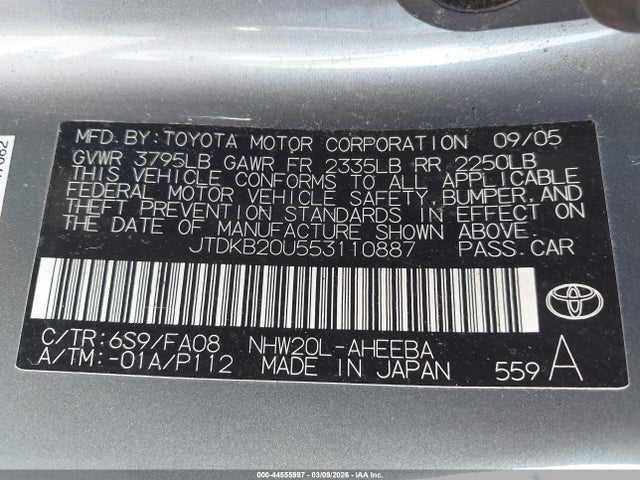 MFD.BY:TOYOTA MOTOR CORPORATION 09/05
GVWR 3795LB GAWR FR 2335LB RR 2250LB
THIS VEHICLE CONFORMS TO ALL APPLICABLE
FEDERAL MOTOR VEHICLE SAFETY,BUMPER,AND
THEFT PREVENTION STANDARDS IN EFFECT ON
THE DATE OF MANUFACTURE SHOWN ABOVE.
JTDKB20U553110887 PASS.CAR
C/TR:6S9/FA08 NHW20L-AHEEBA
A/TM:-01A/P112 MADE IN JAPAN 559 A
TOYOTA
000 - 44555997 - 03/09/2026 - IAA Inc.